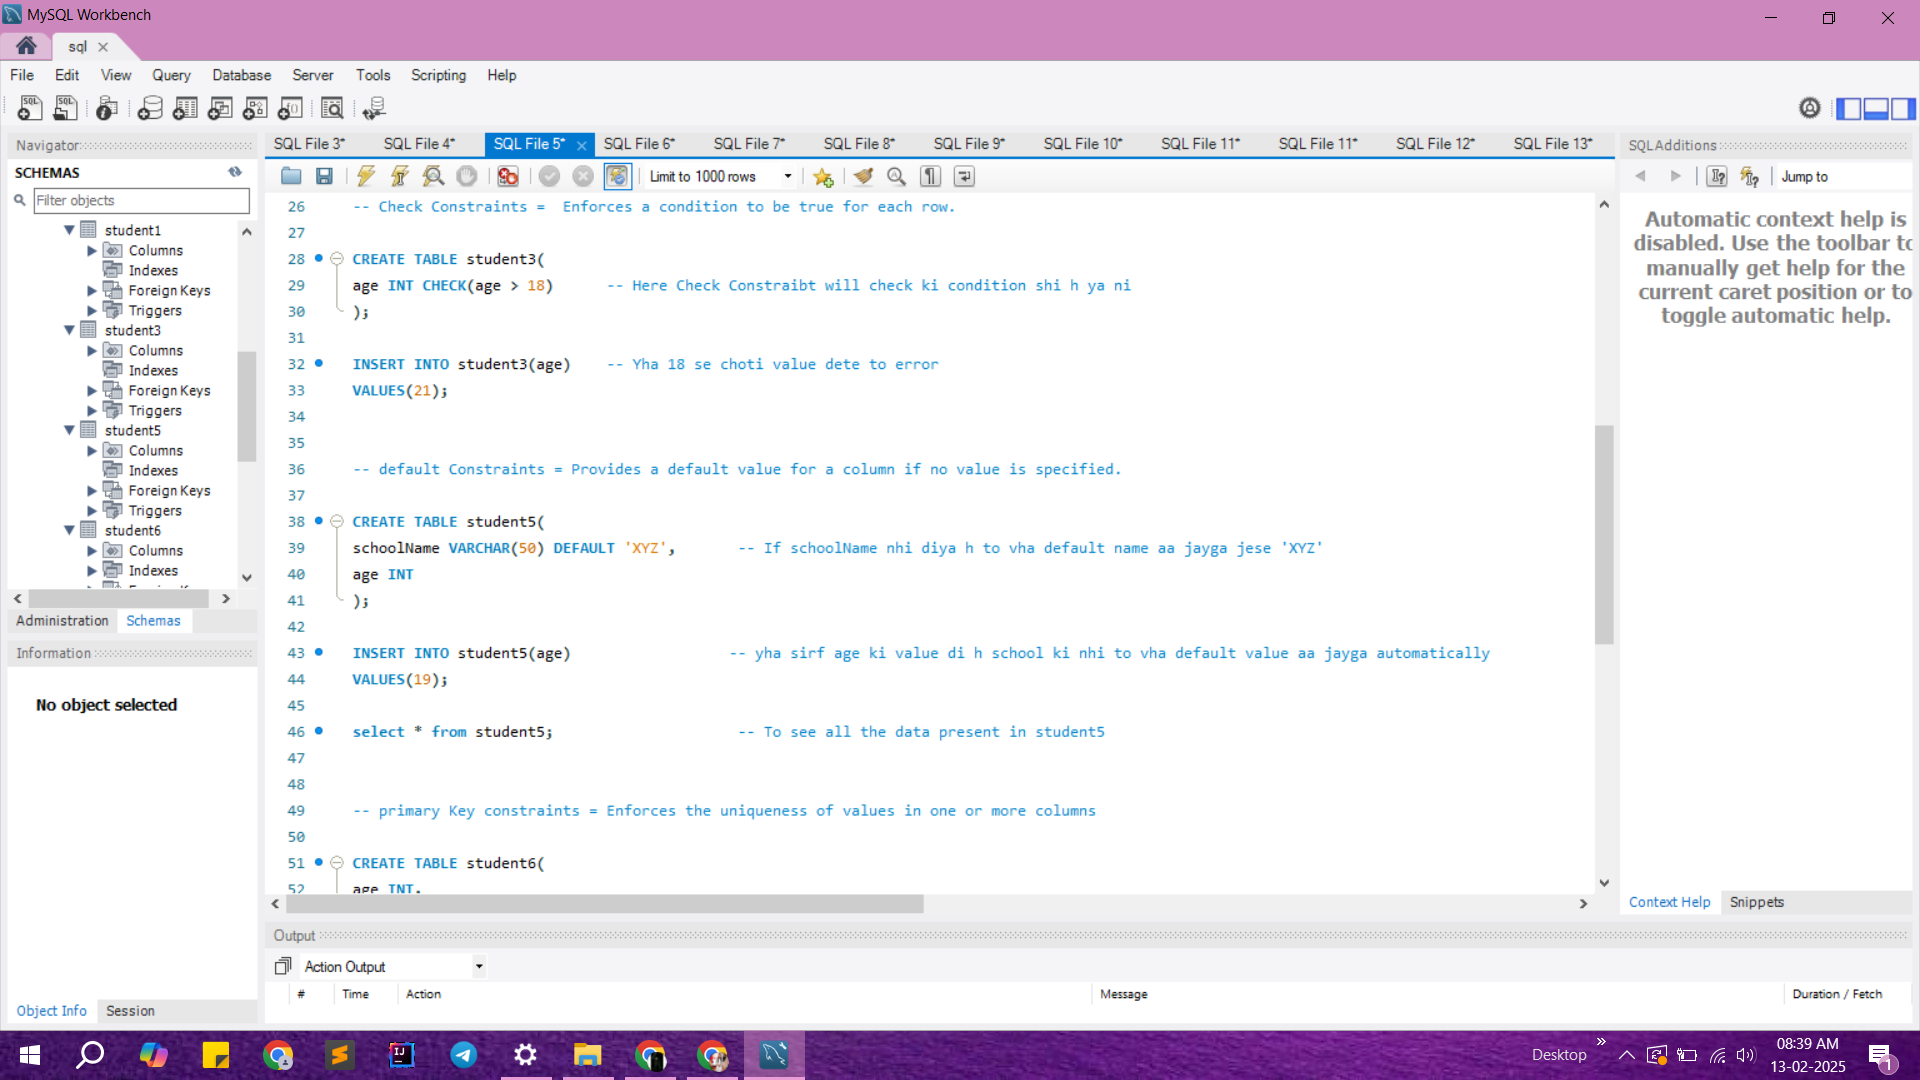 MySQL Workbench
sql
File Edit View Query Database Server Tools Scripting Help
Navigator
SCHEMAS
Filter objects
student1
Columns
Indexes
Foreign Keys
Triggers
student3
Columns
Indexes
Foreign Keys
Triggers
student5
Columns
Indexes
Foreign Keys
Triggers
student6
Columns
Indexes
Administration Schemas
Information
No object selected
Object Info Session
SQL File 3* SQL File 4* SQL File 5* SQL File 6* SQL File 7* SQL File 8* SQL File 9* SQL File 10* SQL File 11* SQL File 11* SQL File 12* SQL File 13*
Limit to 1000 rows
26 -- Check Constraints =  Enforces a condition to be true for each row.
27
28 CREATE TABLE student3(
29 age INT CHECK(age > 18) -- Here Check Constraibt will check ki condition shi h ya ni
30 );
31
32 INSERT INTO student3(age) -- Yha 18 se choti value dete to error
33 VALUES(21);
34
35
36 -- default Constraints = Provides a default value for a column if no value is specified.
37
38 CREATE TABLE student5(
39 schoolName VARCHAR(50) DEFAULT 'XYZ', -- If schoolName nhi diya h to vha default name aa jayga jese 'XYZ'
40 age INT
41 );
42
43 INSERT INTO student5(age) -- yha sirf age ki value di h school ki nhi to vha default value aa jayga automatically
44 VALUES(19);
45
46 select * from student5; -- To see all the data present in student5
47
48
49 -- primary Key constraints = Enforces the uniqueness of values in one or more columns
50
51 CREATE TABLE student6(
52 age INT,
Output
Action Output
# Time Action Message Duration / Fetch
SQLAdditions
Jump to
Automatic context help is
disabled. Use the toolbar to
manually get help for the
current caret position or to
toggle automatic help.
Context Help Snippets
Desktop
08:39 AM
13-02-2025
1